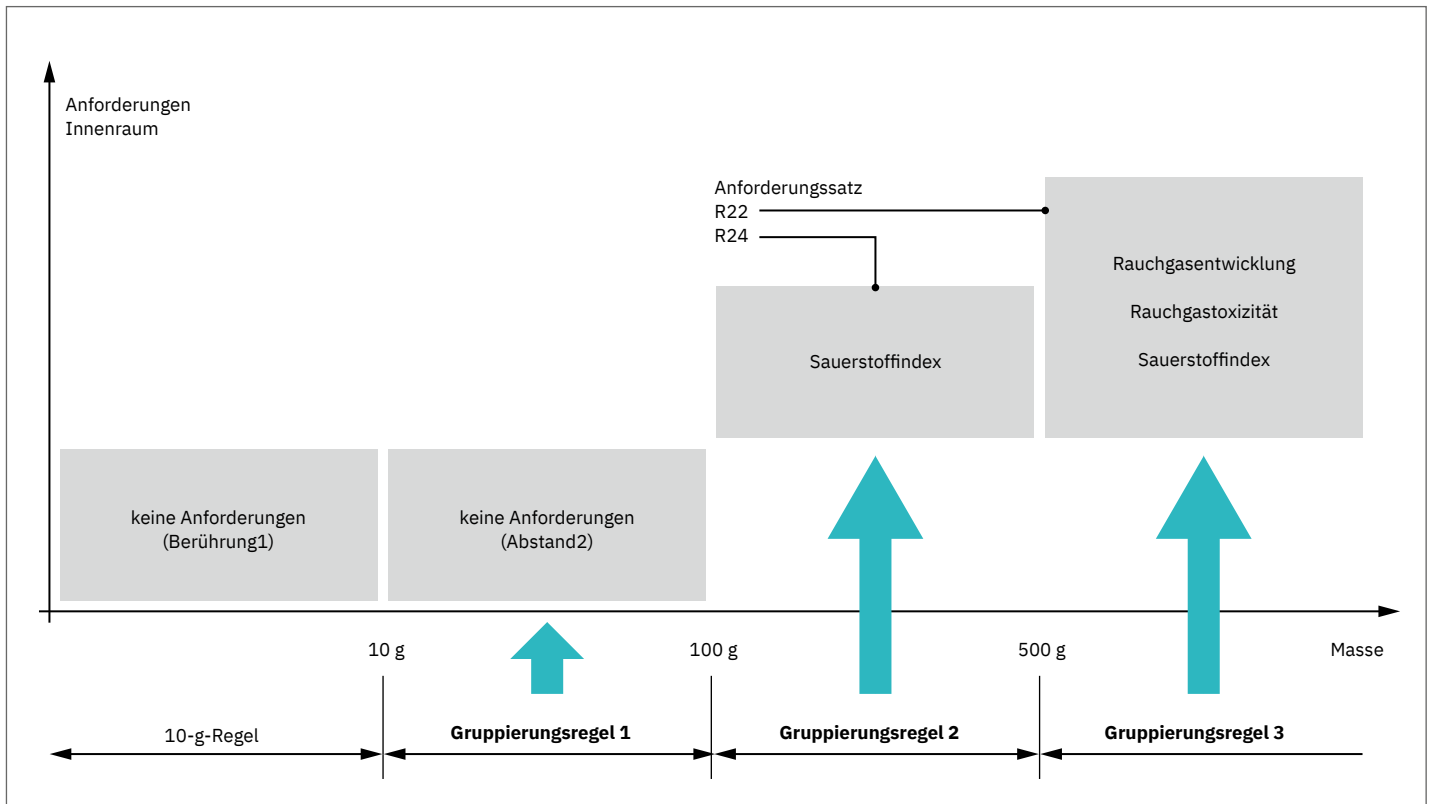 Anforderungen
Innenraum
Anforderungssatz
R22
R24
Rauchgasentwicklung
Rauchgastoxizität
Sauerstoffindex
Sauerstoffindex
keine Anforderungen
(Berührung1)
keine Anforderungen
(Abstand2)
10 g
100 g
500 g
Masse
10-g-Regel
Gruppierungsregel 1
Gruppierungsregel 2
Gruppierungsregel 3